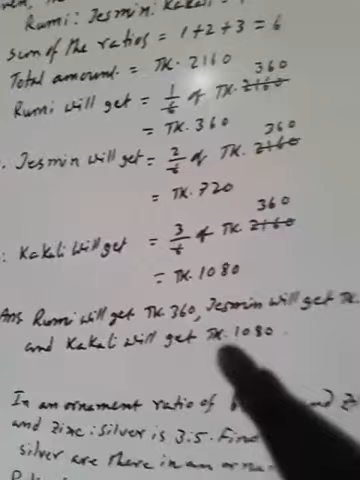 Rumi : Jesmin : Kakali
sum of the ratios = 1+2+3 = 6
Total amount = TK. 2160
360
Rumi will get = 1/6 of TK. 2160
= TK. 360
360
Jesmin will get = 2/6 of TK. 2160
= TK. 720
360
: Kakali will get = 3/6 of TK. 2160
= TK. 1080
Ans Rumi will get TK 360, Jesmin will get TK.
and Kakali will get TK. 1080
In an ornament ratio of
and zinc : silver is 3:5. Find
silver are there in an